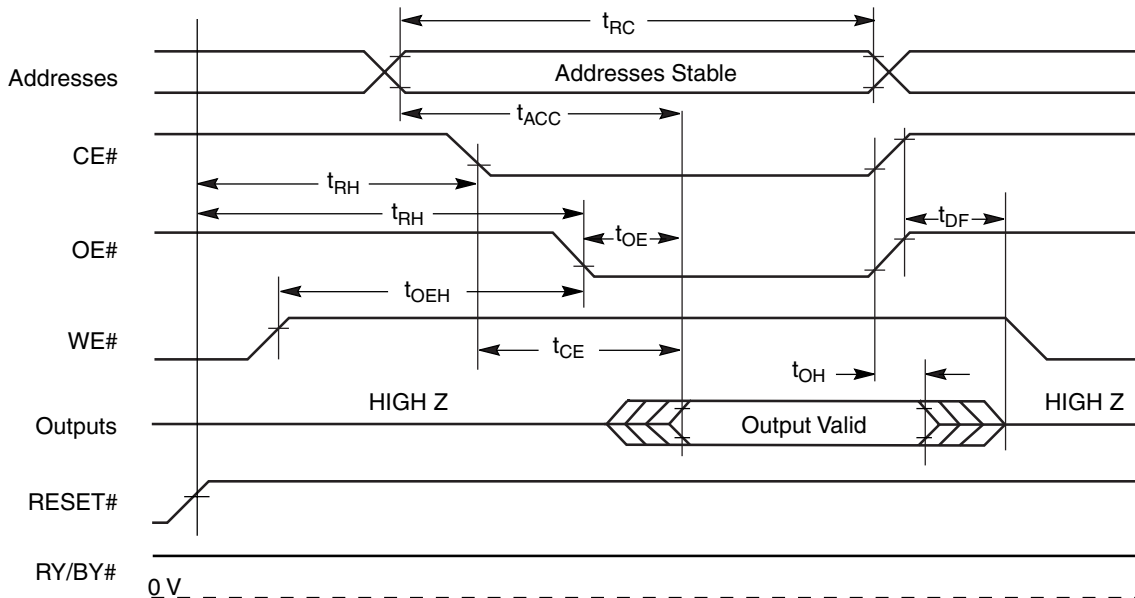 tRC
Addresses
Addresses Stable
tACC
CE#
tRH
tRH
tDF
OE#
tOE
tOEH
WE#
tCE
tOH
HIGH Z
HIGH Z
Outputs
Output Valid
RESET#
RY/BY#
0 V